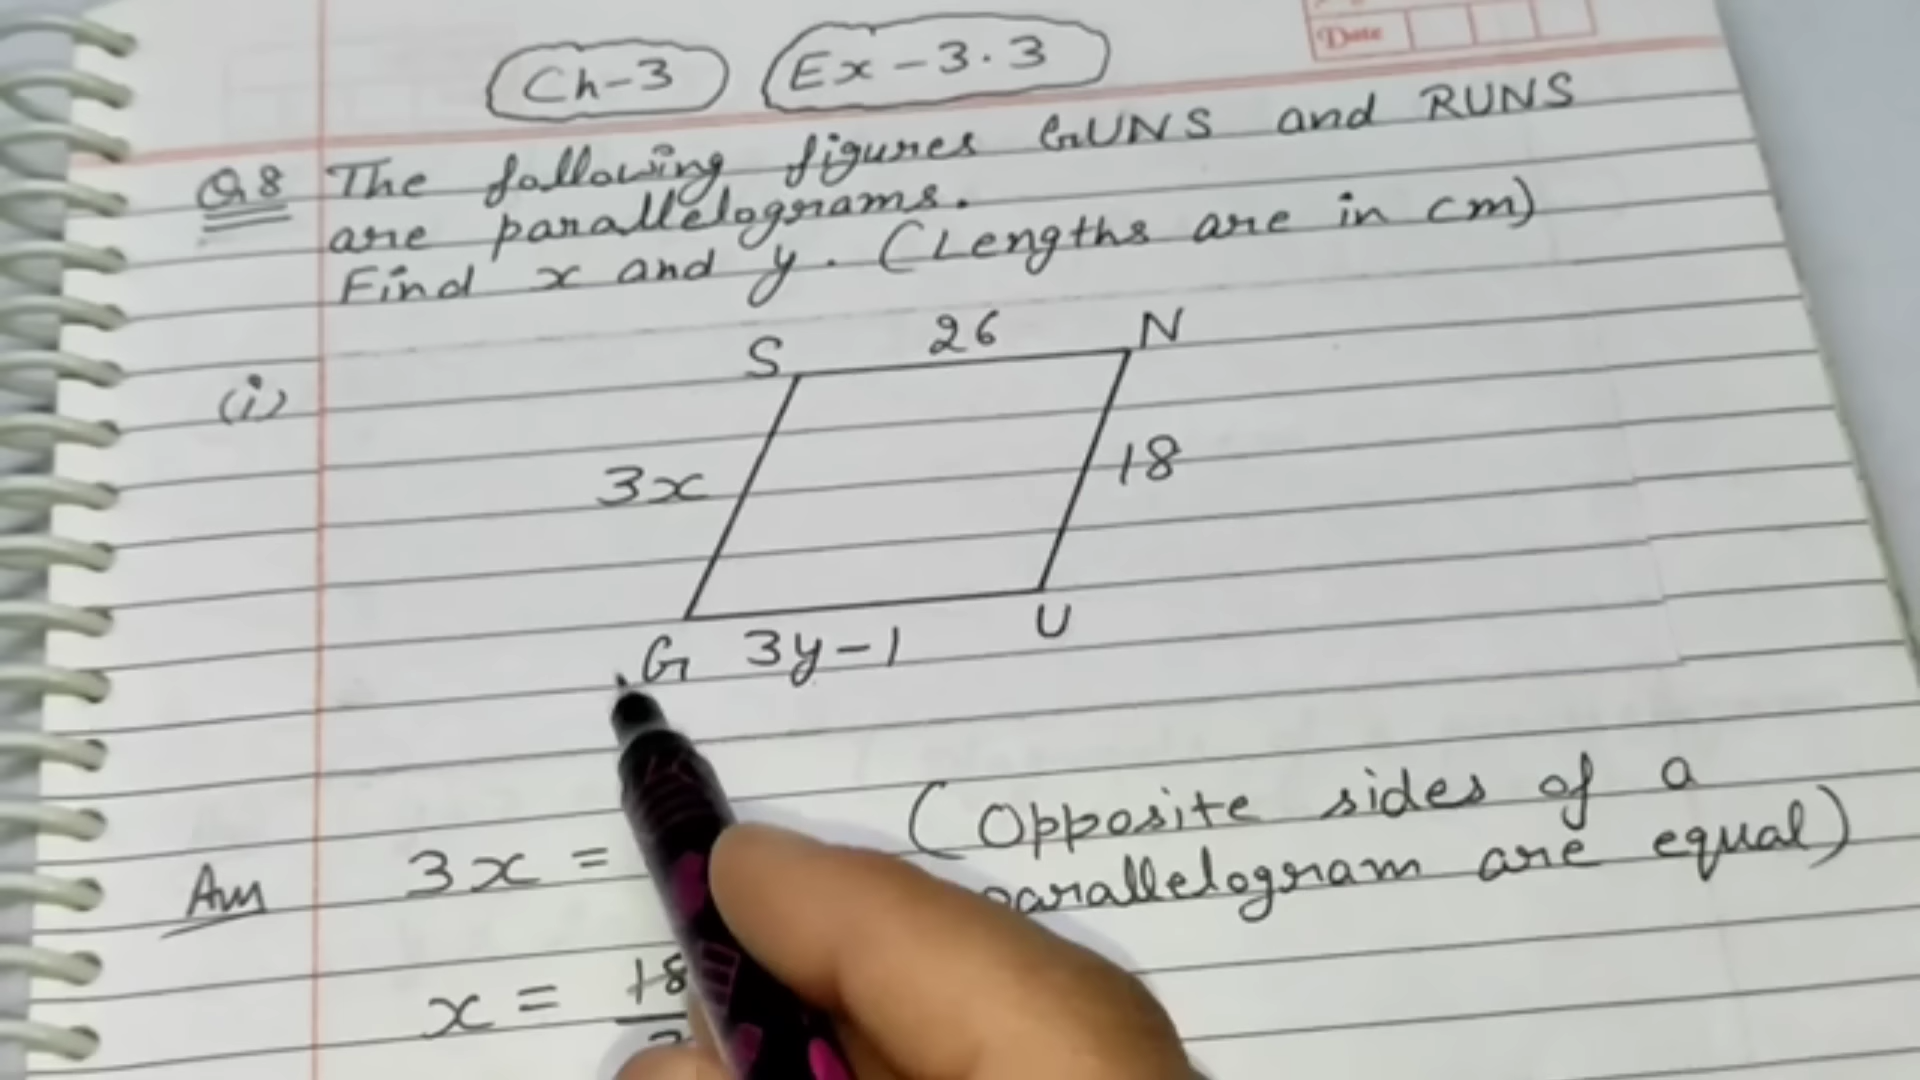 Date
Ch-3 Ex-3.3
Q8 The following figures GUNS and RUNS
are parallelograms.
Find x and y. (Lengths are in cm)
(i)
S 26 N
3x 18
G 3y-1 U
Ans 3x = (Opposite sides of a
parallelogram are equal)
x = 18